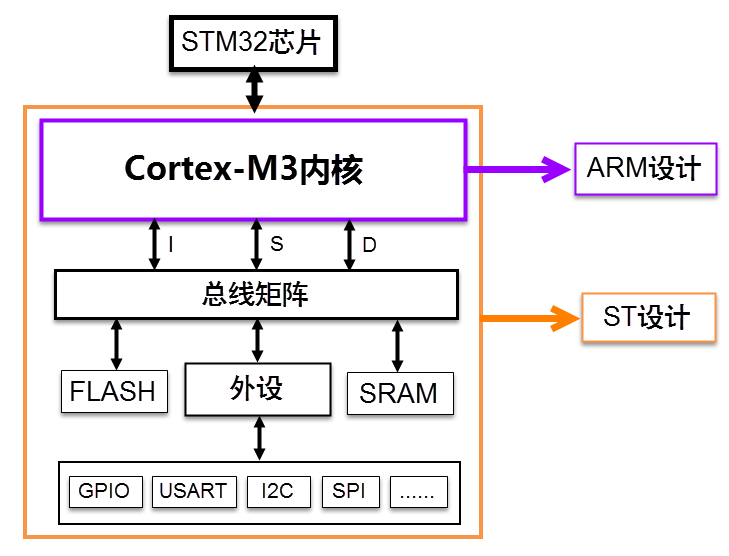 STM32芯片
Cortex-M3内核
ARM设计
I
S
D
总线矩阵
ST设计
FLASH
外设
SRAM
GPIO
USART
I2C
SPI
......